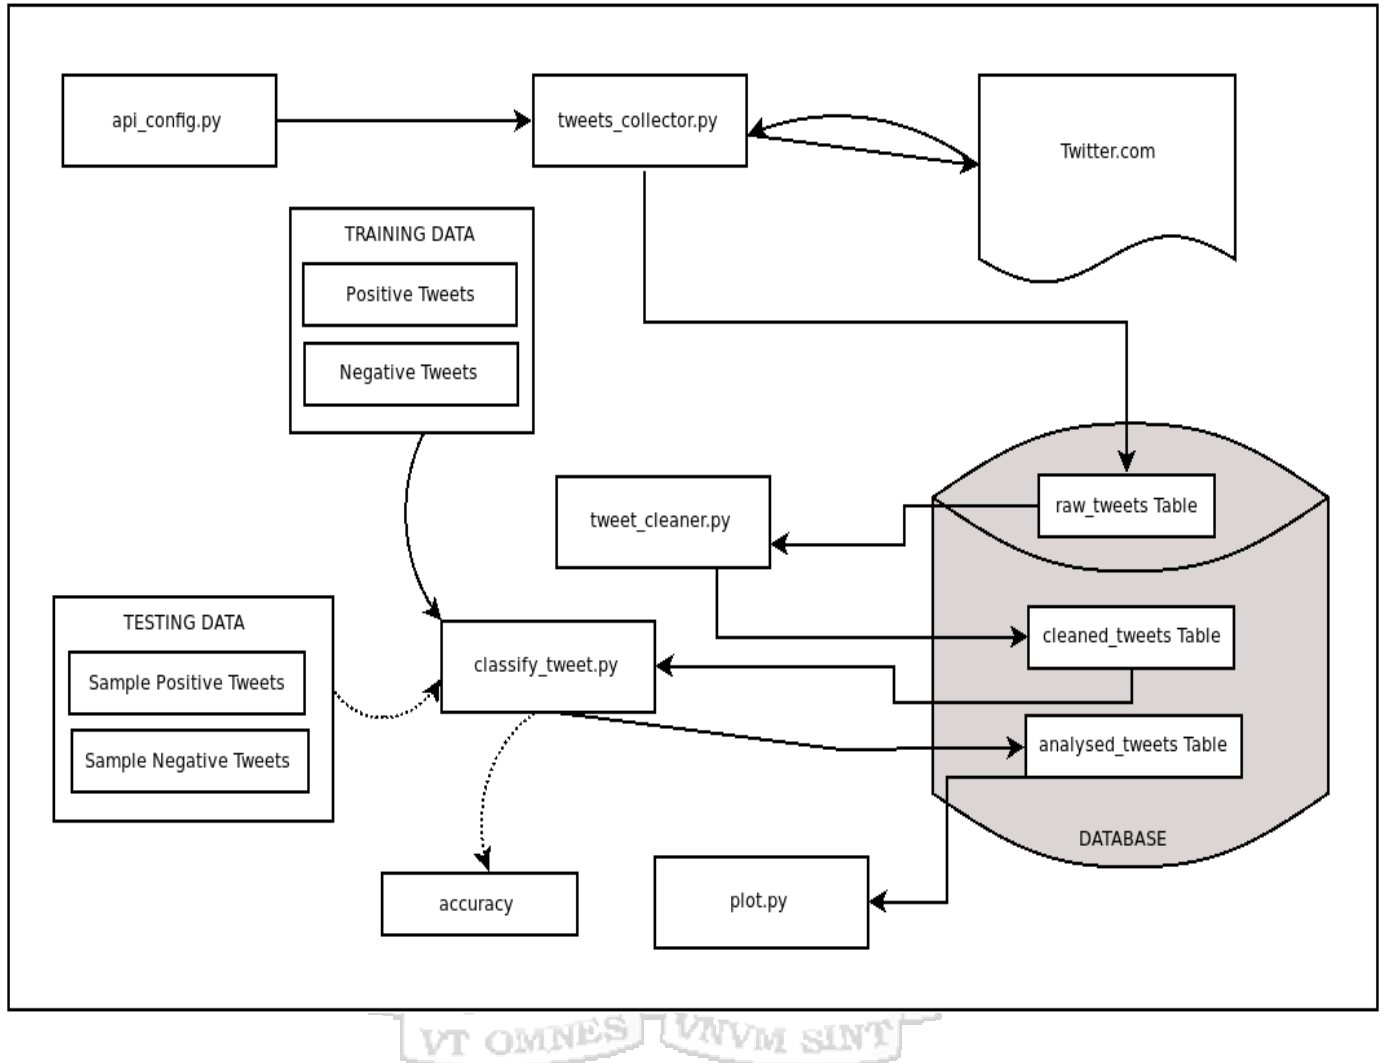 api_config.py
tweets_collector.py
Twitter.com
TRAINING DATA
Positive Tweets
Negative Tweets
tweet_cleaner.py
raw_tweets Table
TESTING DATA
Sample Positive Tweets
Sample Negative Tweets
classify_tweet.py
cleaned_tweets Table
analysed_tweets Table
DATABASE
accuracy
plot.py
VT OMNES VNVM SINT